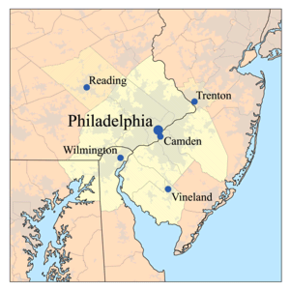 Reading
Trenton
Philadelphia
Camden
Wilmington
Vineland